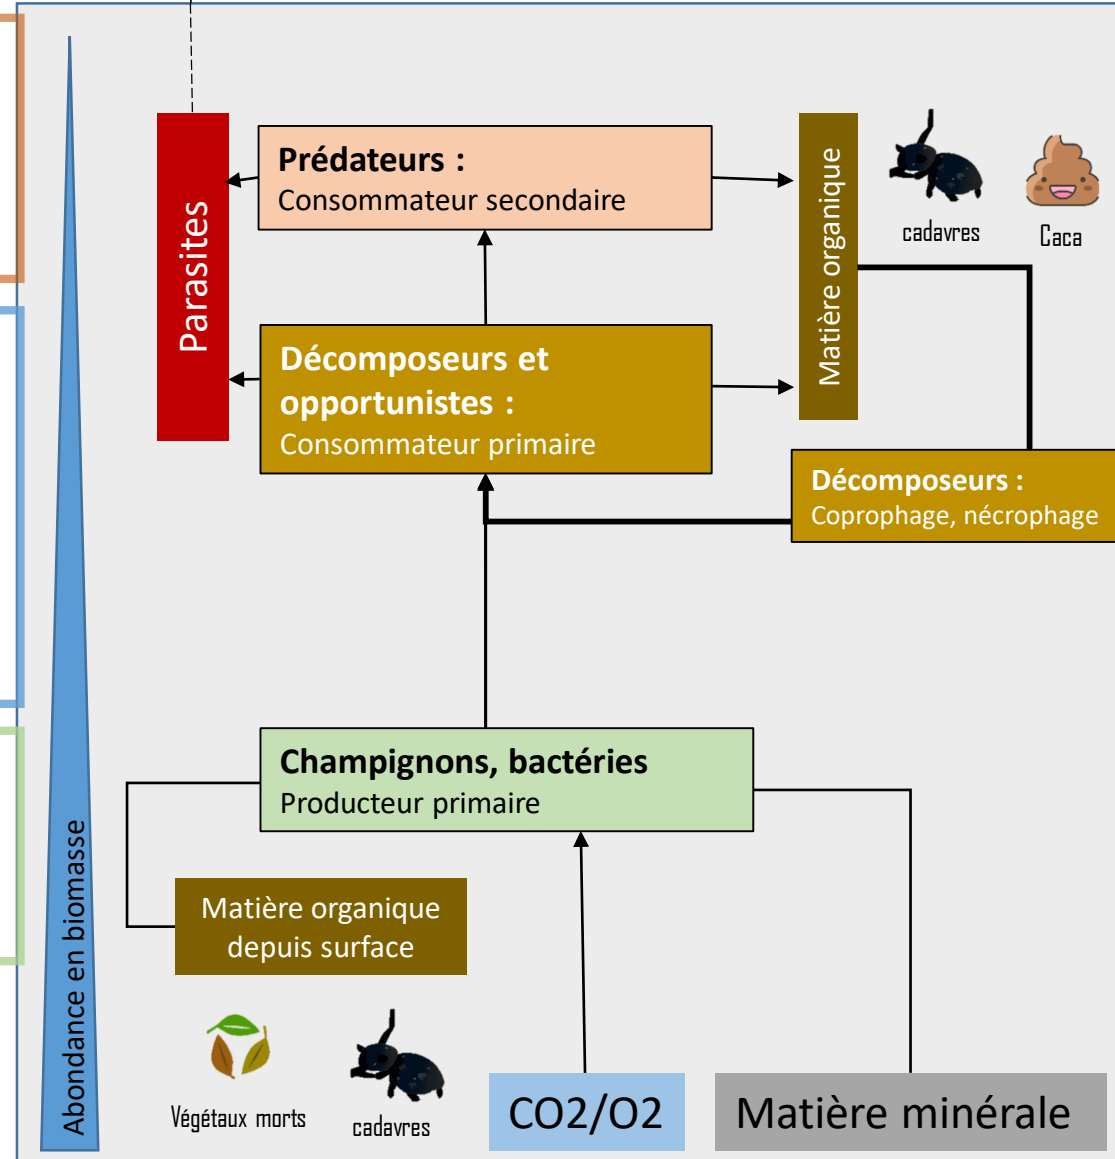 Parasites
Prédateurs :
Consommateur secondaire
Matière organique
cadavres
Caca
Décomposeurs et
opportunistes :
Consommateur primaire
Décomposeurs :
Coprophage, nécrophage
Champignons, bactéries
Producteur primaire
Matière organique
depuis surface
Abondance en biomasse
Végétaux morts
cadavres
CO2/O2
Matière minérale